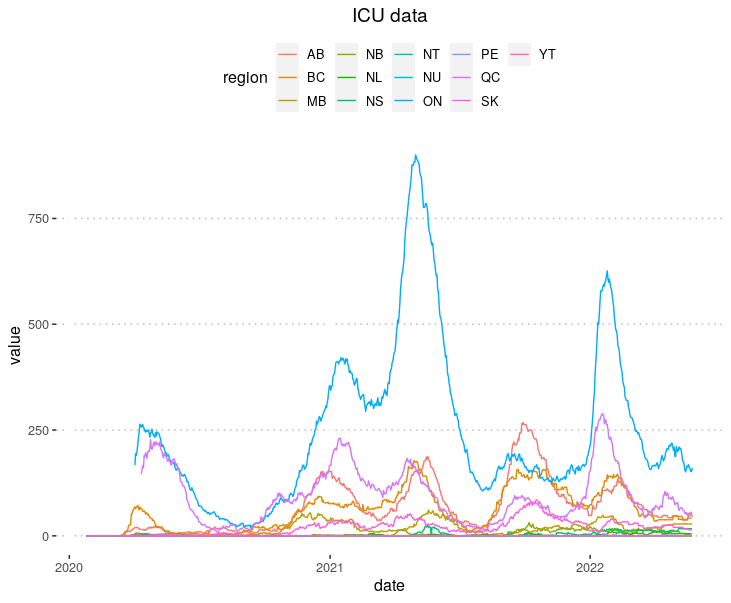 ICU data
region AB NB NT PE YT
BC NL NU QC
MB NS ON SK
value
750
500
250
0
2020 2021 2022
date